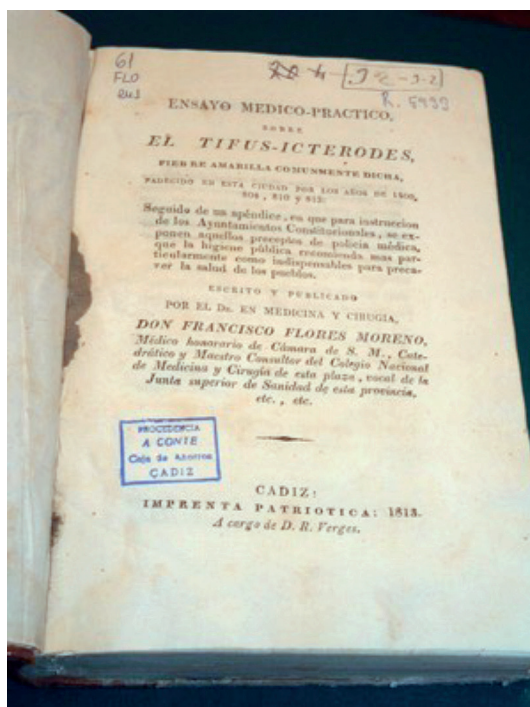 61
FLO
ens
J2-J-2
R. 5499
ENSAYO MEDICO-PRACTICO,
SOBRE
EL TIFUS-ICTERODES,
FIEBRE AMARILLA COMUNMENTE DICHA,
PADECIDO EN ESTA CIUDAD POR LOS AÑOS DE 1800,
804, 810 y 813:
Seguido de un apéndice, en que para instruccion
de los Ayuntamientos Constitucionales, se ex-
ponen aquellos preceptos de policía médica,
que la higiene pública recomienda mas par-
ticularmente como indispensables para preca-
ver la salud de los pueblos.
ESCRITO Y PUBLICADO
POR EL DR. EN MEDICINA Y CIRUGIA,
DON FRANCISCO FLORES MORENO,
Médico honorario de Cámara de S. M., Cate-
drático y Maestro Consultor del Colegio Nacional
de Medicina y Cirugía de esta plaza, vocal de la
Junta superior de Sanidad de esta provincia,
etc., etc.
PROCEDENCIA
A CONTE
Caja de Ahorros
CADIZ
CADIZ:
IMPRENTA PATRIOTICA: 1813.
A cargo de D. R. Verges.